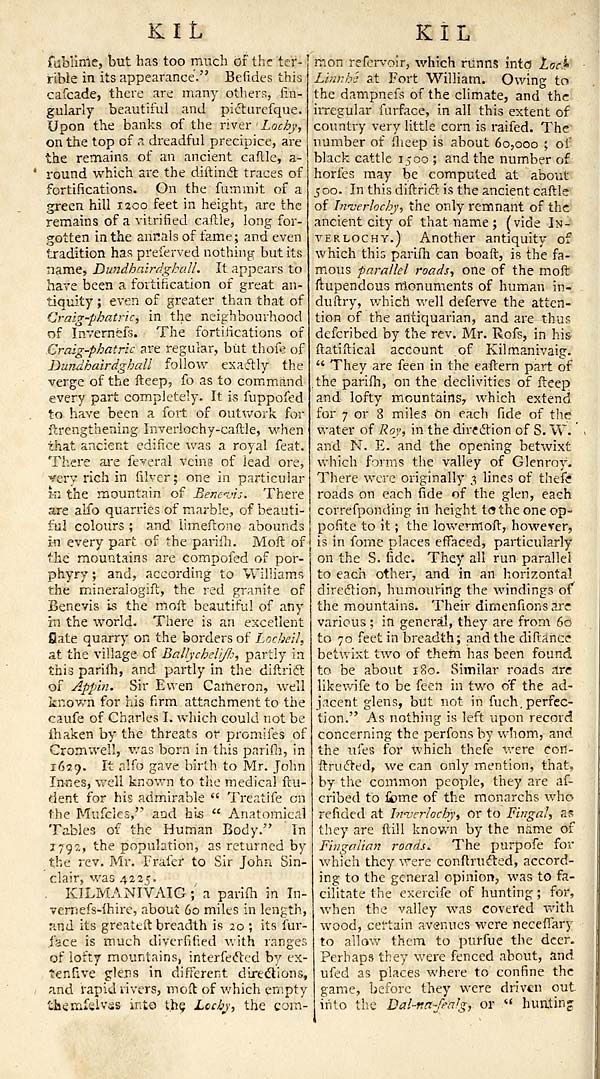 KIL
ſublime, but has too much of the ter-
rible in its appearance." Beſides this
caſcade, there are many others, ſin-
gularly beautiful and pictureſque.
Upon the banks of the river Lochy,
on the top of a dreadful precipice, are
the remains of an ancient caſtle, a-
round which are the diſtinct traces of
fortifications. On the ſummit of a
green hill 1200 feet in height, are the
remains of a vitrified caſtle, long for-
gotten in the annals of fame; and even
tradition has preſerved nothing but its
name, Dundhairdghall. It appears to
have been a fortification of great an-
tiquity; even of greater than that of
Craig-phatric, in the neighbourhood
of Inverneſs. The fortifications of
Craig-phatric are regular, but thoſe of
Dundhairdghall follow exactly the
verge of the ſteep, ſo as to command
every part completely. It is ſuppoſed
to have been a ſort of outwork for
ſtrengthening Inverlochy-caſtle, when
that ancient edifice was a royal ſeat.
There are ſeveral veins of lead ore,
very rich in ſilver; one in particular
in the mountain of Benevis. There
are alſo quarries of marble, of beauti-
ful colours; and limeſtone abounds
in every part of the pariſh. Moſt of
the mountains are compoſed of por-
phyry; and, according to Williams
the mineralogiſt, the red granite of
Benevis is the moſt beautiful of any
in the world. There is an excellent
ſlate quarry on the borders of Locheil,
at the village of Ballycheliſh, partly in
this pariſh, and partly in the diſtrict
of Appin. Sir Ewen Cameron, well
known for his firm attachment to the
cauſe of Charles I. which could not be
ſhaken by the threats or promiſes of
Cromwell, was born in this pariſh, in
1629. It alſo gave birth to Mr. John
Innes, well known to the medical ſtu-
dent for his admirable " Treatiſe on
the Muſcles," and his " Anatomical
Tables of the Human Body." In
1792, the population, as returned by
the rev. Mr. Fraſer to Sir John Sin-
clair, was 4225.
KILMANIVAIG; a pariſh in In-
verneſs-ſhire, about 60 miles in length,
and its greateſt breadth is 20; its ſur-
face is much diverſified with ranges
of lofty mountains, interſected by ex-
tenſive glens in different directions,
and rapid rivers, moſt of which empty
themſelves into the Lochy, the com-
KIL
mon reſervoir, which runns into Loch
Linnhé at Fort William. Owing to
the dampneſs of the climate, and the
irregular ſurface, in all this extent of
country very little corn is raiſed. The
number of ſheep is about 60,000; of
black cattle 1500; and the number of
horſes may be computed at about
500. In this diſtrict is the ancient caſtle
of Inverlochy, the only remnant of the
ancient city of that name; (vide IN-
VERLOCHY.) Another antiquity of
which this pariſh can boaſt, is the fa-
mous parallel roads, one of the moſt
ſtupendous monuments of human in-
duſtry, which well deſerve the atten-
tion of the antiquarian, and are thus
deſcribed by the rev. Mr. Roſs, in his
ſtatiſtical account of Kilmanivaig.
" They are ſeen in the eaſtern part of
the pariſh, on the declivities of ſteep
and lofty mountains, which extend
for 7 or 8 miles on each ſide of the
water of Roy, in the direction of S. W.
and N. E. and the opening betwixt
which forms the valley of Glenroy.
There were originally 3 lines of theſe
roads on each ſide of the glen, each
correſponding in height to the one op-
poſite to it; the lowermoſt, however,
is in ſome places effaced, particularly
on the S. ſide. They all run parallel
to each other, and in an horizontal
direction, humouring the windings of
the mountains. Their dimenſions are
various; in general, they are from 60
to 70 feet in breadth; and the diſtance
betwixt two of them has been found
to be about 180. Similar roads are
likewiſe to be ſeen in two of the ad-
jacent glens, but not in ſuch perfec-
tion." As nothing is left upon record
concerning the perſons by whom, and
the uſes for which theſe were con-
ſtructed, we can only mention, that,
by the common people, they are aſ-
cribed to ſome of the monarchs who
reſided at Inverlochy, or to Fingal, as
they are ſtill known by the name of
Fingalian roads. The purpoſe for
which they were conſtructed, accord-
ing to the general opinion, was to fa-
cilitate the exerciſe of hunting; for,
when the valley was covered with
wood, certain avenues were neceſſary
to allow them to purſue the deer.
Perhaps they were fenced about, and
uſed as places where to confine the
game, before they were driven out
into the Dal-na-ſealg, or " hunting